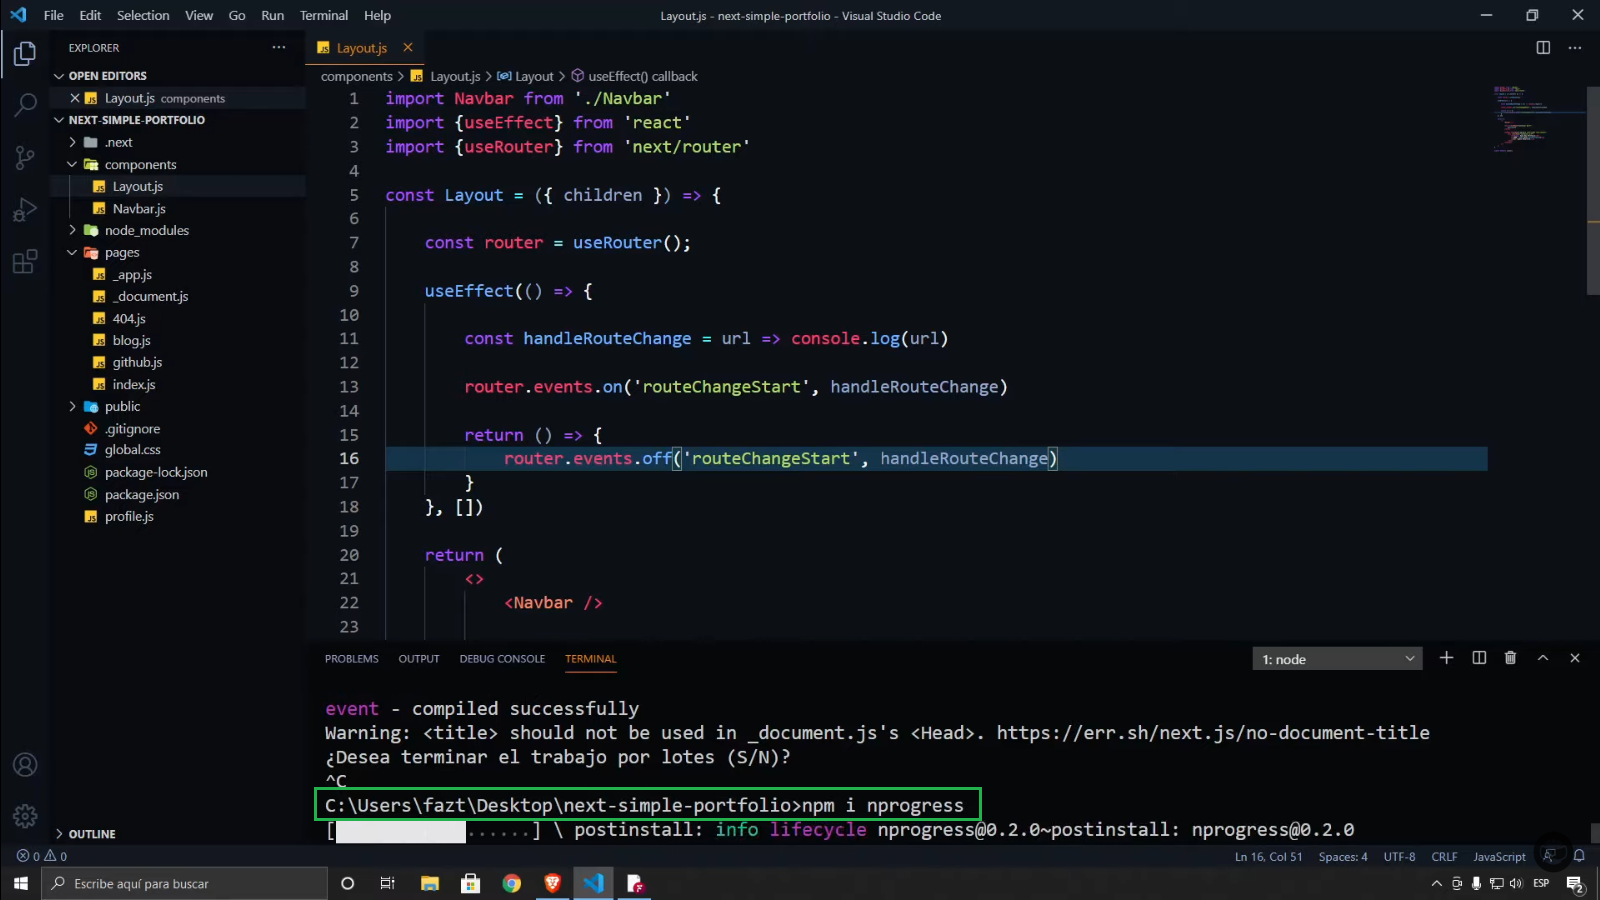 File Edit Selection View Go Run Terminal Help
Layout.js - next-simple-portfolio - Visual Studio Code
EXPLORER
OPEN EDITORS
Layout.js components
NEXT-SIMPLE-PORTFOLIO
.next
components
Layout.js
Navbar.js
node_modules
pages
_app.js
_document.js
404.js
blog.js
github.js
index.js
public
.gitignore
global.css
package-lock.json
package.json
profile.js
OUTLINE
Layout.js
components > Layout.js > Layout > useEffect() callback
1 import Navbar from './Navbar'
2 import {useEffect} from 'react'
3 import {useRouter} from 'next/router'
4
5 const Layout = ({ children }) => {
6
7 const router = useRouter();
8
9 useEffect(() => {
10
11 const handleRouteChange = url => console.log(url)
12
13 router.events.on('routeChangeStart', handleRouteChange)
14
15 return () => {
16 router.events.off('routeChangeStart', handleRouteChange)
17 }
18 }, [])
19
20 return (
21 <>
22 <Navbar />
23
PROBLEMS OUTPUT DEBUG CONSOLE TERMINAL
1: node
event - compiled successfully
Warning: <title> should not be used in _document.js's <Head>. https://err.sh/next.js/no-document-title
¿Desea terminar el trabajo por lotes (S/N)?
^C
C:\Users\fazt\Desktop\next-simple-portfolio>npm i nprogress
[ ......] \ postinstall: info lifecycle nprogress@0.2.0~postinstall: nprogress@0.2.0
0 0
Ln 16, Col 51 Spaces: 4 UTF-8 CRLF JavaScript
Escribe aquí para buscar
ESP
2